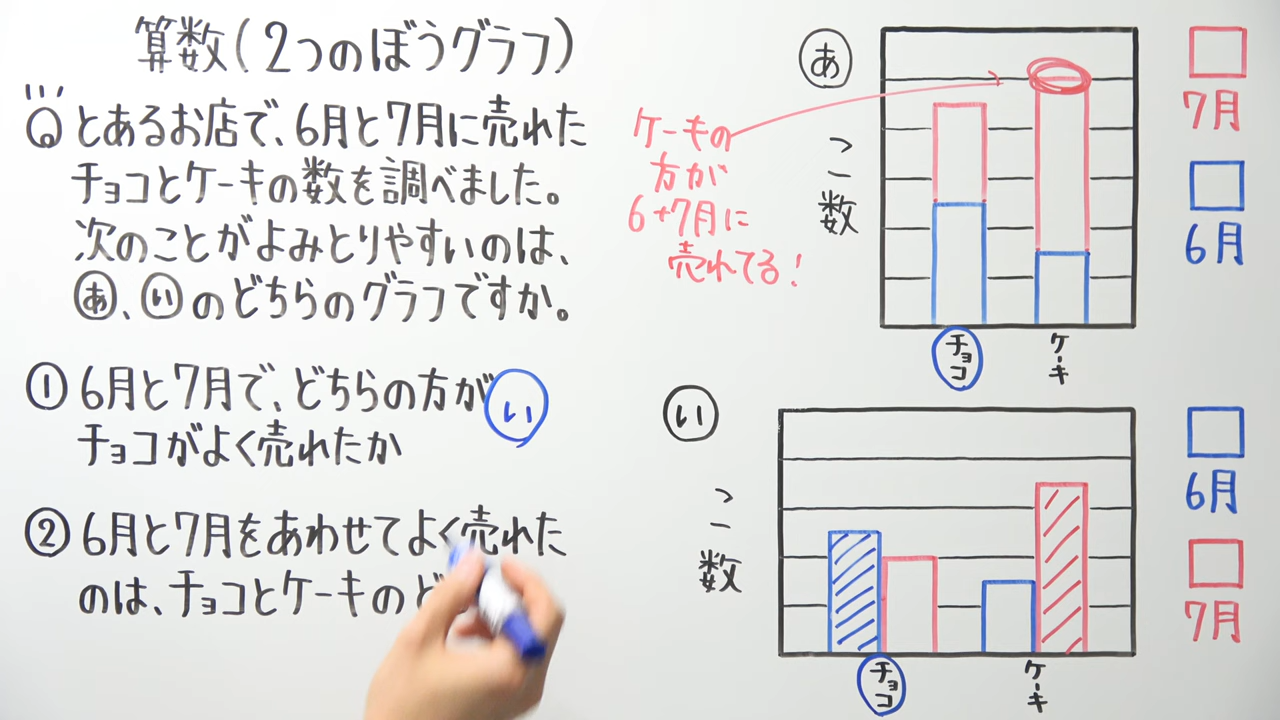 算数(2つのぼうグラフ)
Q とあるお店で、6月と7月に売れた
チョコとケーキの数を調べました。
次のことがよみとりやすいのは、
あ、いのどちらのグラフですか。
① 6月と7月で、どちらの方が
チョコがよく売れたか
い
② 6月と7月をあわせてよく売れた
のは、チョコとケーキのど
ケーキの
方が
6+7月に
売れてる!
あ
こ数
チョコ
ケーキ
7月
6月
い
こ数
チョコ
ケーキ
6月
7月